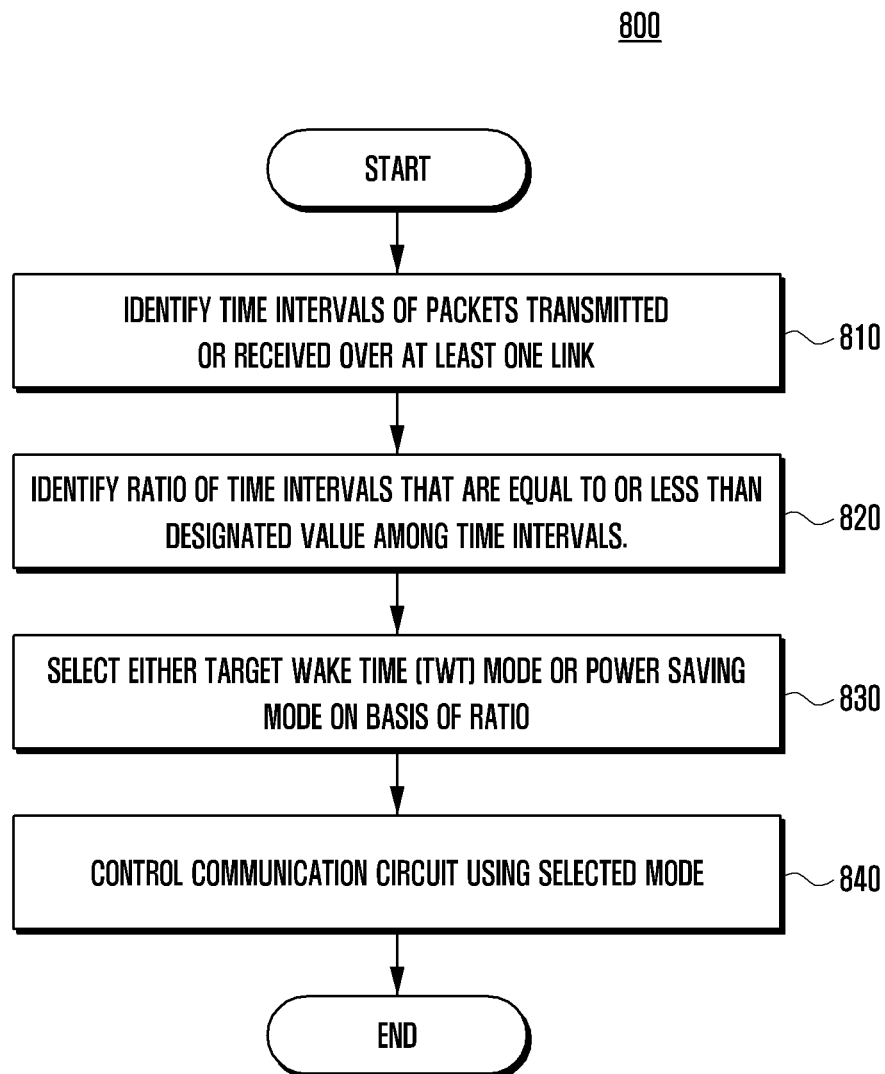 800
START
IDENTIFY TIME INTERVALS OF PACKETS TRANSMITTED
OR RECEIVED OVER AT LEAST ONE LINK
810
IDENTIFY RATIO OF TIME INTERVALS THAT ARE EQUAL TO OR LESS THAN
DESIGNATED VALUE AMONG TIME INTERVALS.
820
SELECT EITHER TARGET WAKE TIME (TWT) MODE OR POWER SAVING
MODE ON BASIS OF RATIO
830
CONTROL COMMUNICATION CIRCUIT USING SELECTED MODE
840
END